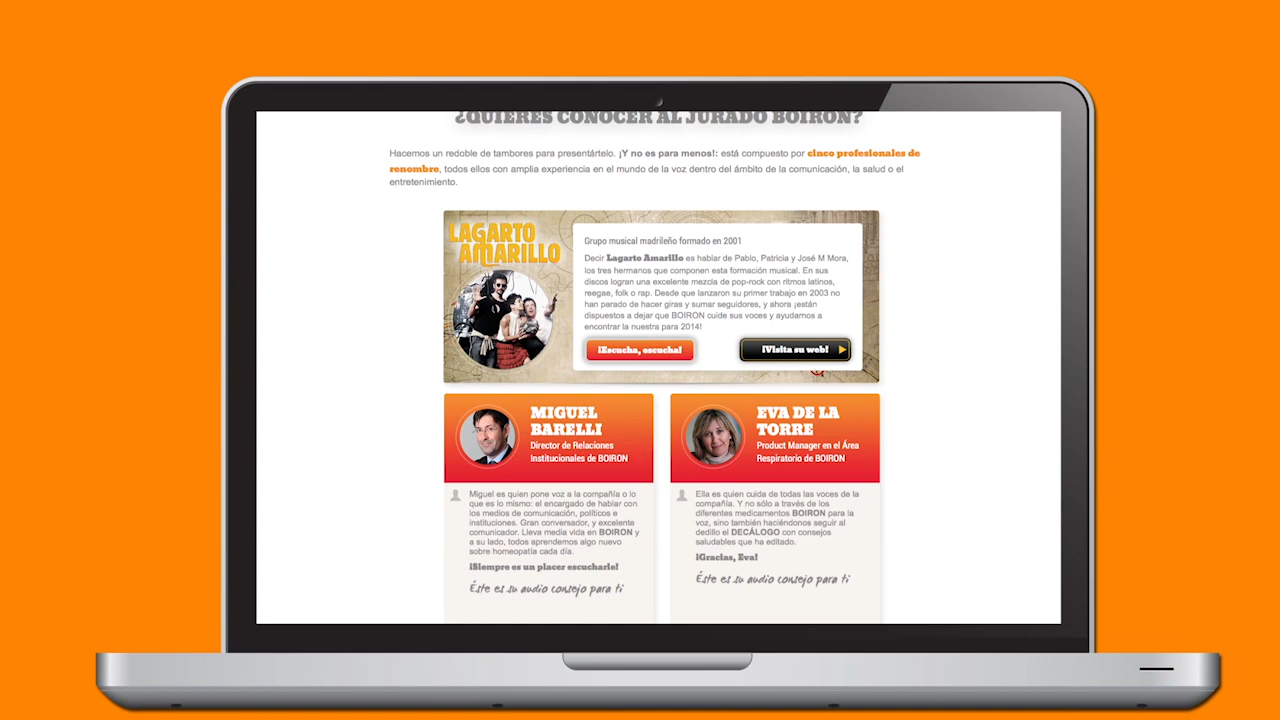 ¿QUIERES CONOCER AL JURADO BOIRON?
Hacemos un redoble de tambores para presentártelo. ¡Y no es para menos!: está compuesto por cinco profesionales de
renombre, todos ellos con amplia experiencia en el mundo de la voz dentro del ámbito de la comunicación, la salud o el
entretenimiento.
LAGARTO
AMARILLO
Grupo musical madrileño formado en 2001
Decir Lagarto Amarillo es hablar de Pablo, Patricia y José M Mora,
los tres hermanos que componen esta formación musical. En sus
discos logran una excelente mezcla de pop-rock con ritmos latinos,
reegae, folk o rap. Desde que lanzaron su primer trabajo en 2003 no
han parado de hacer giras y sumar seguidores, y ahora ¡están
dispuestos a dejar que BOIRON cuide sus voces y ayudarnos a
encontrar la nuestra para 2014!
¡Escucha, escucha!
¡Visita su web!
MIGUEL
BARELLI
Director de Relaciones
Institucionales de BOIRON
Miguel es quien pone voz a la compañía o lo
que es lo mismo: el encargado de hablar con
los medios de comunicación, políticos e
instituciones. Gran conversador, y excelente
comunicador. Lleva media vida en BOIRON y
a su lado, todos aprendemos algo nuevo
sobre homeopatía cada día.
¡Siempre es un placer escucharle!
Éste es su audio consejo para ti
EVA DE LA
TORRE
Product Manager en el Área
Respiratorio de BOIRON
Ella es quien cuida de todas las voces de la
compañía. Y no sólo a través de los
diferentes medicamentos BOIRON para la
voz, sino también haciéndonos seguir al
dedillo el DECÁLOGO con consejos
saludables que ha editado.
¡Gracias, Eva!
Éste es su audio consejo para ti